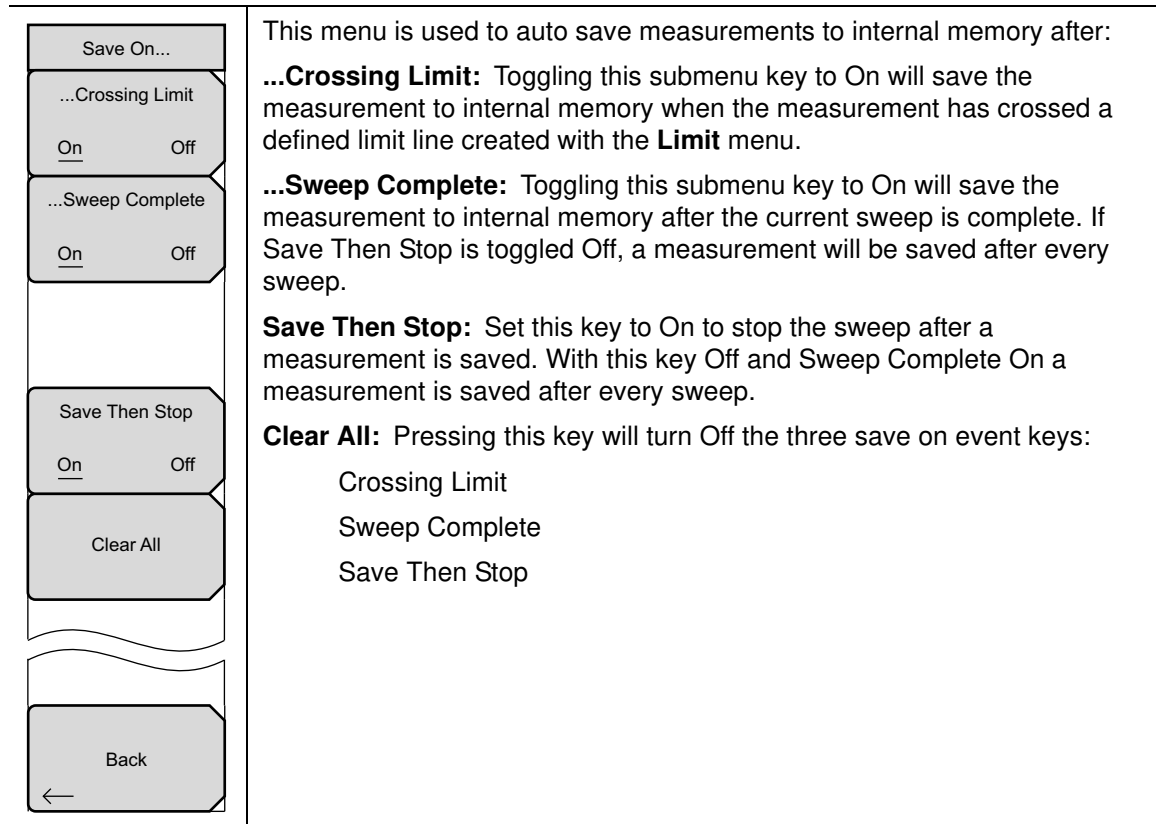 Save On...
...Crossing Limit
On Off
...Sweep Complete
On Off
Save Then Stop
On Off
Clear All
Back
This menu is used to auto save measurements to internal memory after:
...Crossing Limit: Toggling this submenu key to On will save the
measurement to internal memory when the measurement has crossed a
defined limit line created with the Limit menu.
...Sweep Complete: Toggling this submenu key to On will save the
measurement to internal memory after the current sweep is complete. If
Save Then Stop is toggled Off, a measurement will be saved after every
sweep.
Save Then Stop: Set this key to On to stop the sweep after a
measurement is saved. With this key Off and Sweep Complete On a
measurement is saved after every sweep.
Clear All: Pressing this key will turn Off the three save on event keys:
Crossing Limit
Sweep Complete
Save Then Stop